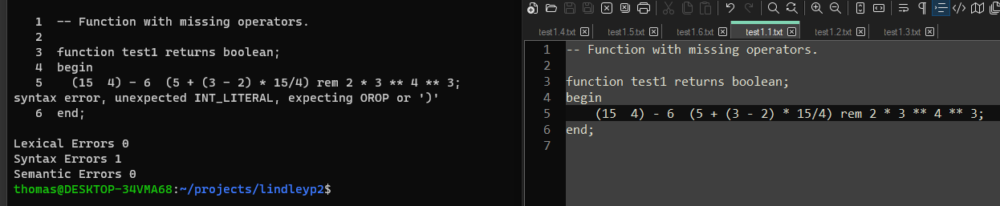 1  -- Function with missing operators.
2
3  function test1 returns boolean;
4  begin
5    (15  4) - 6  (5 + (3 - 2) * 15/4) rem 2 * 3 ** 4 ** 3;
syntax error, unexpected INT_LITERAL, expecting OROP or ')'
6  end;
Lexical Errors 0
Syntax Errors 1
Semantic Errors 0
thomas@DESKTOP-34VMA68:~/projects/lindleyp2$
test1.4.txt test1.5.txt test1.6.txt test1.1.txt test1.2.txt test1.3.txt
1 -- Function with missing operators.
2
3 function test1 returns boolean;
4 begin
5     (15  4) - 6  (5 + (3 - 2) * 15/4) rem 2 * 3 ** 4 ** 3;
6 end;
7